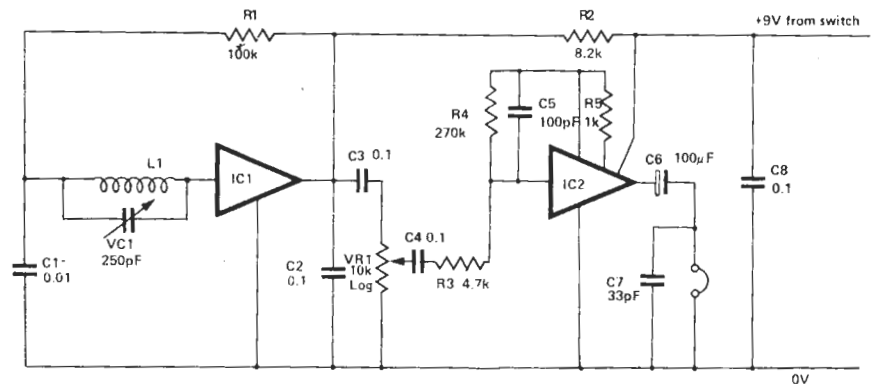 R1
100k
R2
8.2k
+9V from switch
R4
270k
C5
100pF
R5
1k
L1
IC1
C3 0.1
IC2
C6 100µF
C8
0.1
VC1
250pF
C4 0.1
C1
0.01
C2
0.1
VR1
10k
Log
R3 4.7k
C7
33pF
0V